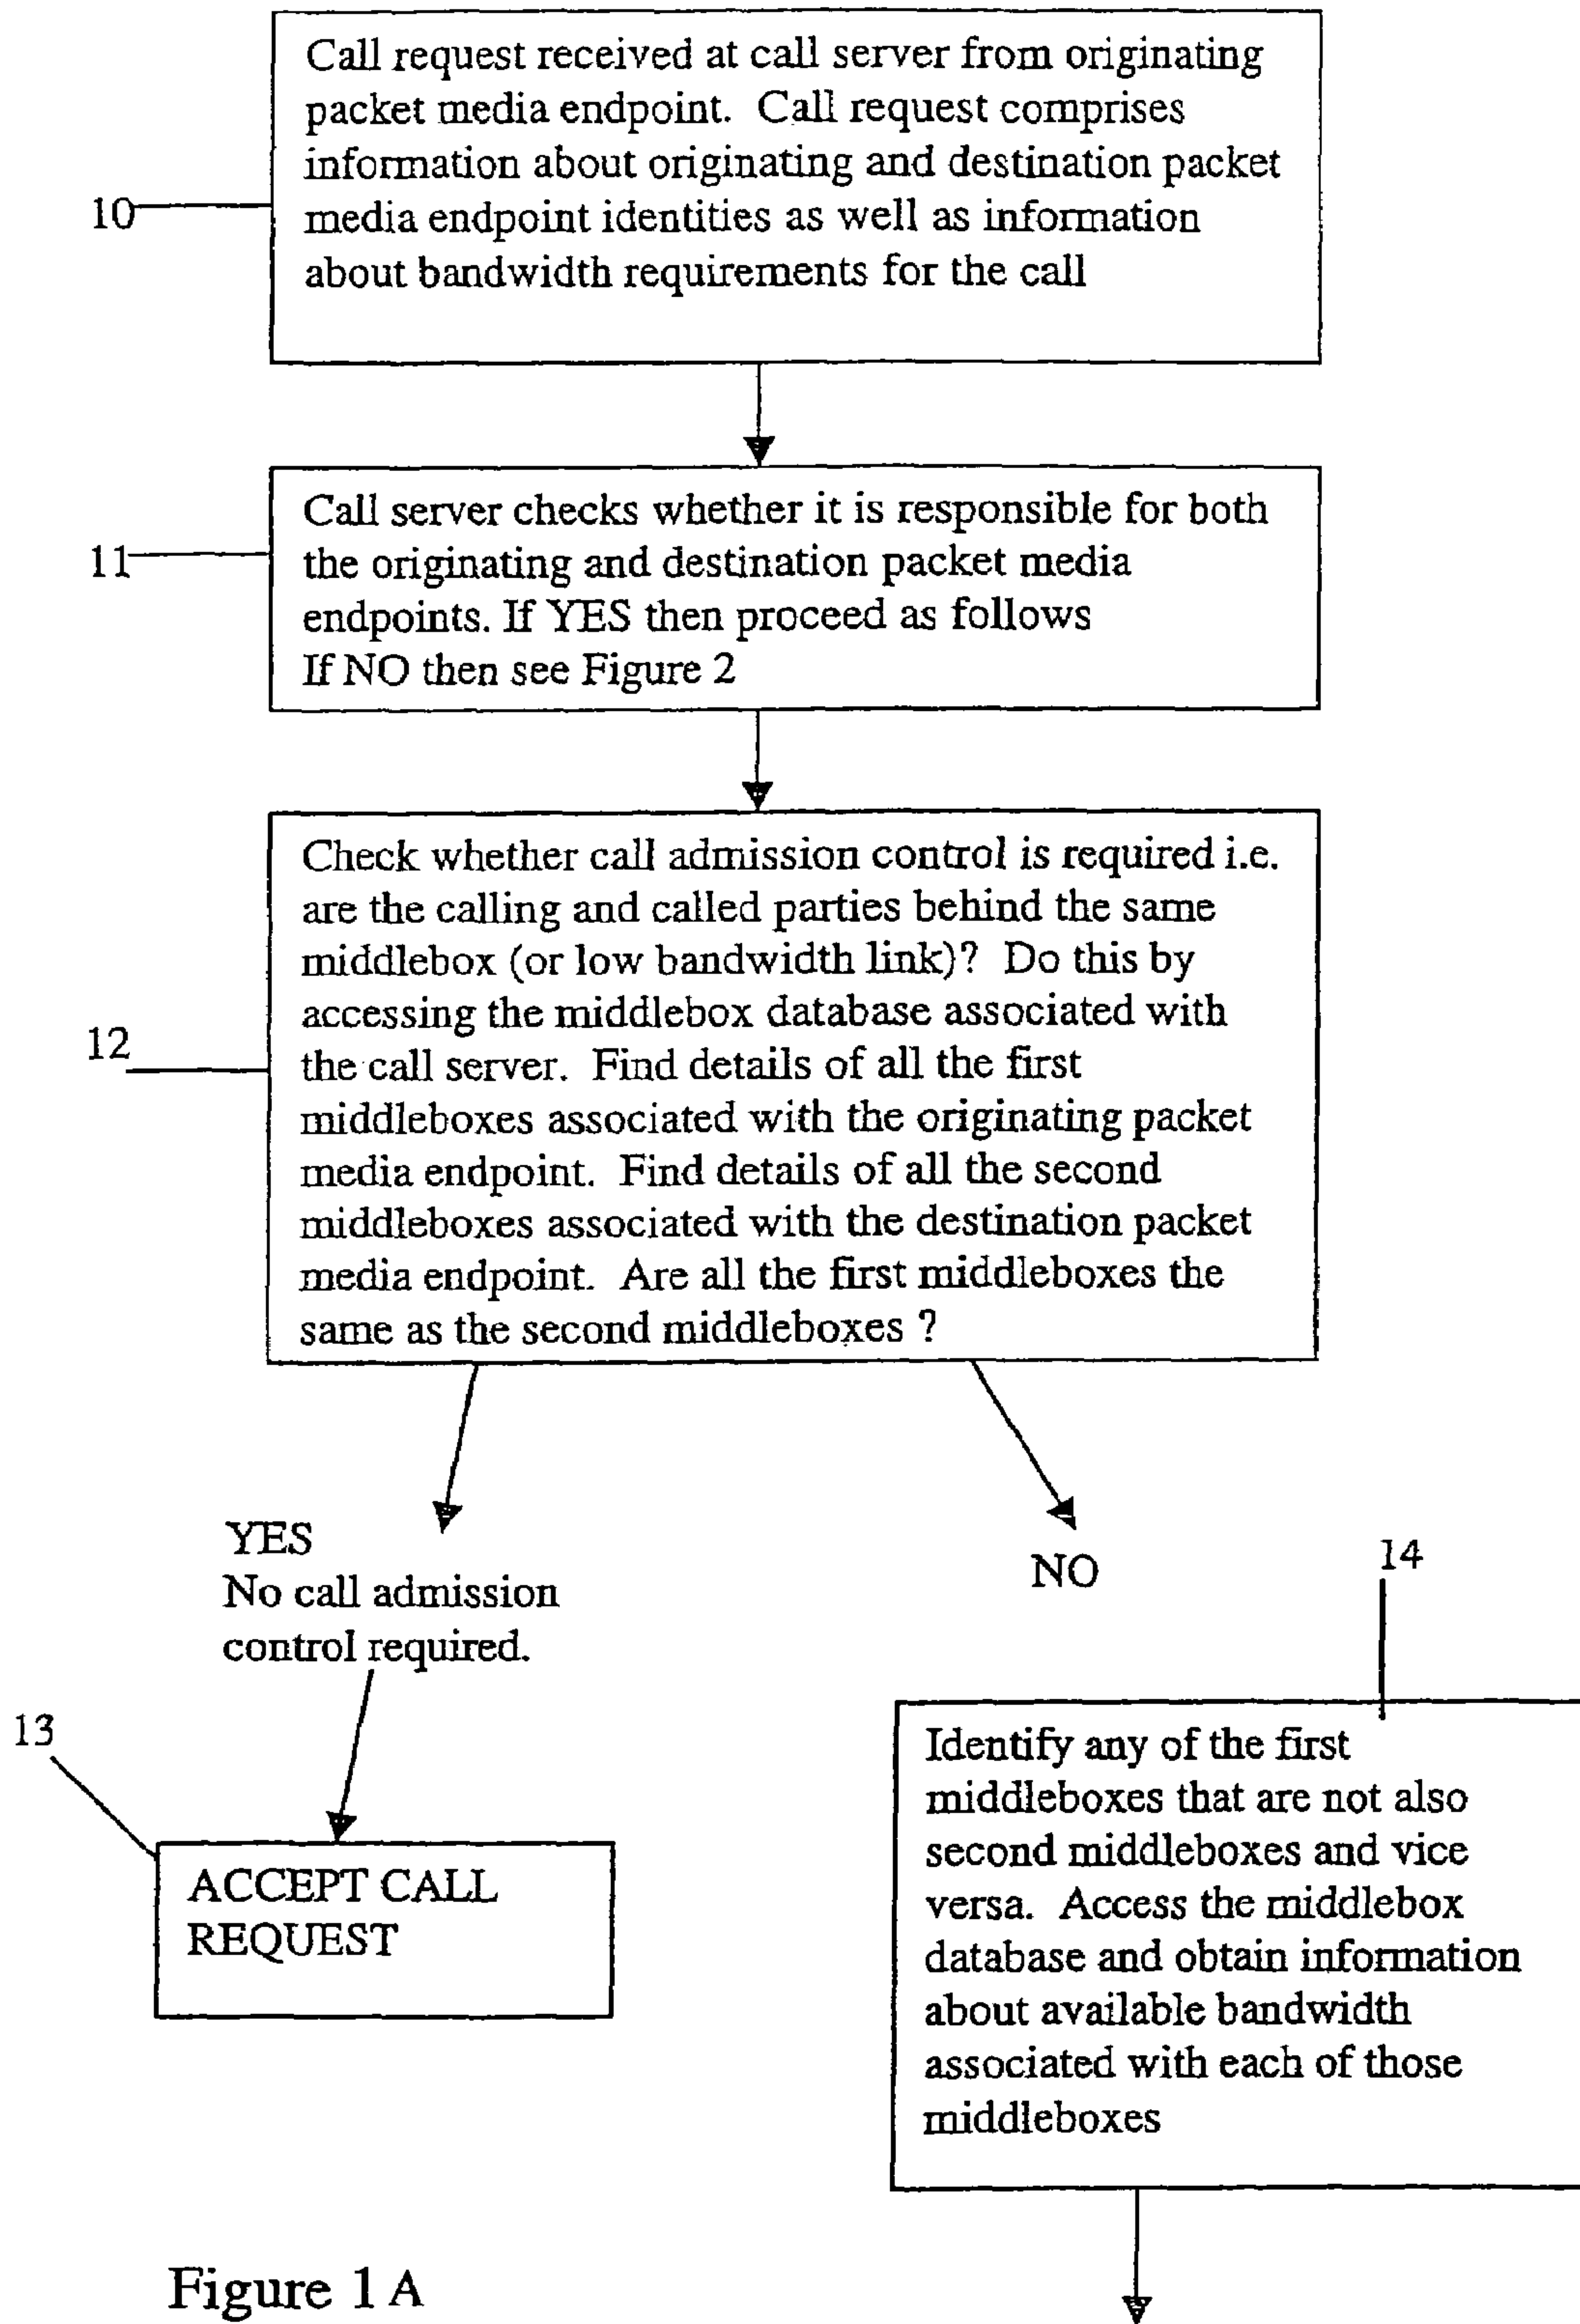 Call request received at call server from originating
packet media endpoint. Call request comprises
information about originating and destination packet
media endpoint identities as well as information
about bandwidth requirements for the call
10
Call server checks whether it is responsible for both
the originating and destination packet media
endpoints. If YES then proceed as follows
If NO then see Figure 2
11
Check whether call admission control is required i.e.
are the calling and called parties behind the same
middlebox (or low bandwidth link)? Do this by
accessing the middlebox database associated with
the call server. Find details of all the first
middleboxes associated with the originating packet
media endpoint. Find details of all the second
middleboxes associated with the destination packet
media endpoint. Are all the first middleboxes the
same as the second middleboxes ?
12
YES
No call admission
control required.
NO
14
13
ACCEPT CALL
REQUEST
Identify any of the first
middleboxes that are not also
second middleboxes and vice
versa. Access the middlebox
database and obtain information
about available bandwidth
associated with each of those
middleboxes
Figure 1 A